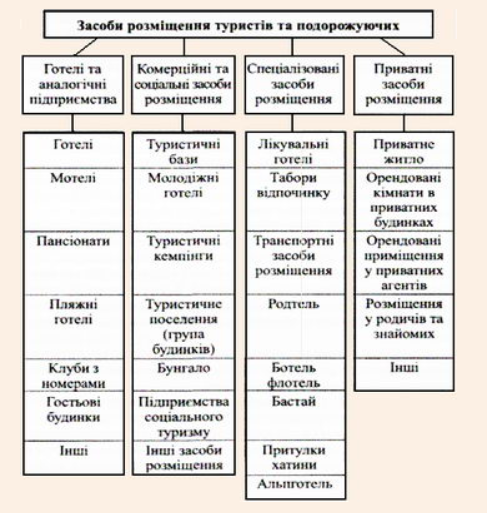 Засоби розміщення туристів та подорожуючих
Готелі та
аналогічні
підприємства
Комерційні та
соціальні засоби
розміщення
Спеціалізовані
засоби
розміщення
Приватні
засоби
розміщення
Готелі
Мотелі
Пансіонати
Пляжні
готелі
Клуби з
номерами
Гостьові
будинки
Інші
Туристичні
бази
Молодіжні
готелі
Туристичні
кемпінги
Туристичне
поселення
(група
будинків)
Бунгало
Підприємства
соціального
туризму
Інші засоби
розміщення
Лікувальні
готелі
Табори
відпочинку
Транспортні
засоби
розміщення
Родтель
Ботель
флотель
Бастай
Притулки
хатини
Альпготель
Приватне
житло
Орендовані
кімнати в
приватних
будинках
Орендовані
приміщення
у приватних
агентів
Розміщення
у родичів та
знайомих
Інші